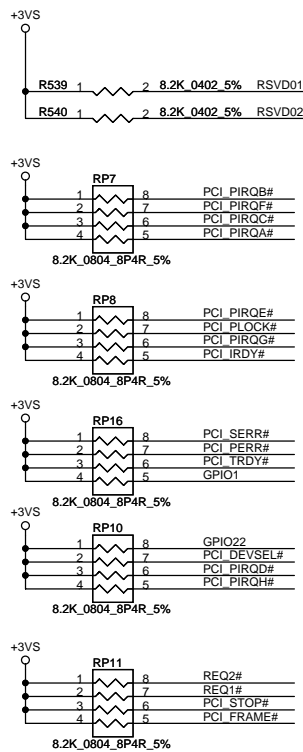 +3VS
R539 1 2 8.2K_0402_5% RSVD01
R540 1 2 8.2K_0402_5% RSVD02
+3VS
RP7
1 8 PCI_PIRQB#
2 7 PCI_PIRQF#
3 6 PCI_PIRQC#
4 5 PCI_PIRQA#
8.2K_0804_8P4R_5%
+3VS
RP8
1 8 PCI_PIRQE#
2 7 PCI_PLOCK#
3 6 PCI_PIRQG#
4 5 PCI_IRDY#
8.2K_0804_8P4R_5%
+3VS
RP16
1 8 PCI_SERR#
2 7 PCI_PERR#
3 6 PCI_TRDY#
4 5 GPIO1
8.2K_0804_8P4R_5%
+3VS
RP10
1 8 GPIO22
2 7 PCI_DEVSEL#
3 6 PCI_PIRQD#
4 5 PCI_PIRQH#
8.2K_0804_8P4R_5%
+3VS
RP11
1 8 REQ2#
2 7 REQ1#
3 6 PCI_STOP#
4 5 PCI_FRAME#
8.2K_0804_8P4R_5%